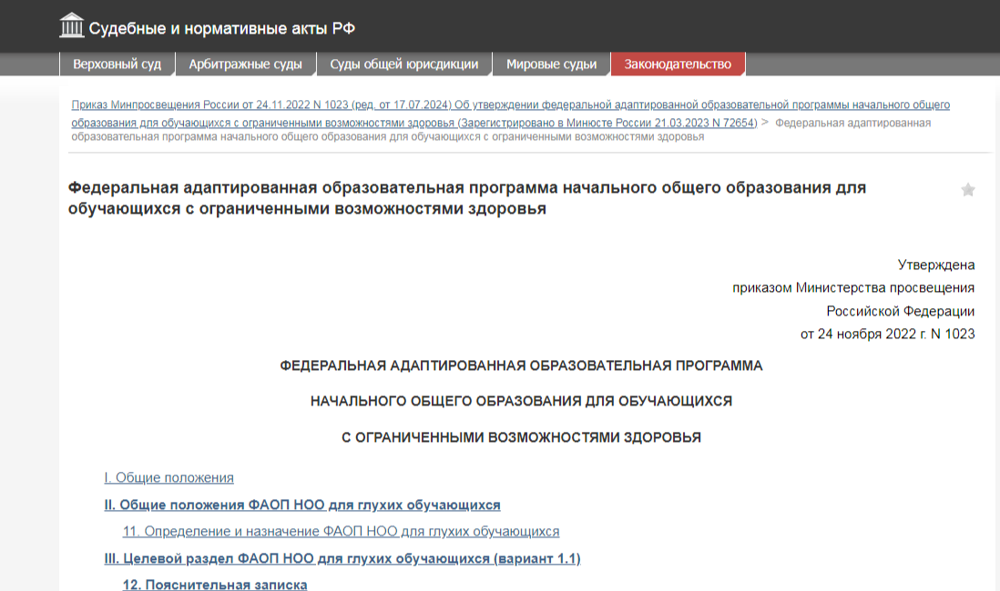 Судебные и нормативные акты РФ
Верховный суд
Арбитражные суды
Суды общей юрисдикции
Мировые судьи
Законодательство
Приказ Минпросвещения России от 24.11.2022 N 1023 (ред. от 17.07.2024) Об утверждении федеральной адаптированной образовательной программы начального общего
образования для обучающихся с ограниченными возможностями здоровья (Зарегистрировано в Минюсте России 21.03.2023 N 72654) > Федеральная адаптированная
образовательная программа начального общего образования для обучающихся с ограниченными возможностями здоровья
Федеральная адаптированная образовательная программа начального общего образования для
обучающихся с ограниченными возможностями здоровья
Утверждена
приказом Министерства просвещения
Российской Федерации
от 24 ноября 2022 г. N 1023
ФЕДЕРАЛЬНАЯ АДАПТИРОВАННАЯ ОБРАЗОВАТЕЛЬНАЯ ПРОГРАММА
НАЧАЛЬНОГО ОБЩЕГО ОБРАЗОВАНИЯ ДЛЯ ОБУЧАЮЩИХСЯ
С ОГРАНИЧЕННЫМИ ВОЗМОЖНОСТЯМИ ЗДОРОВЬЯ
I. Общие положения
II. Общие положения ФАОП НОО для глухих обучающихся
11. Определение и назначение ФАОП НОО для глухих обучающихся
III. Целевой раздел ФАОП НОО для глухих обучающихся (вариант 1.1)
12. Пояснительная записка